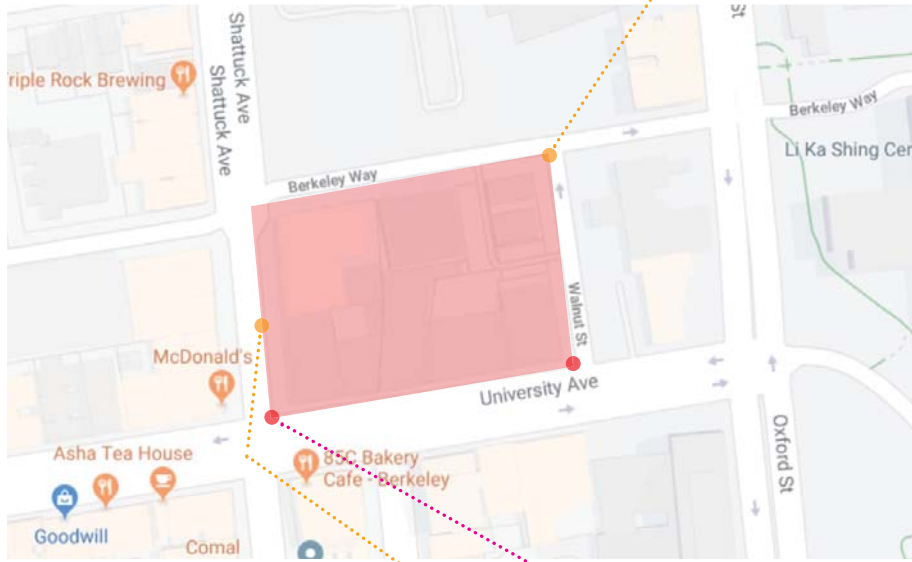 St
Shattuck Ave
Shattuck Ave
Triple Rock Brewing
Berkeley Way
Li Ka Shing Cen
Berkeley Way
Walnut St
McDonald's
University Ave
Asha Tea House
85C Bakery
Cafe - Berkeley
Oxford St
Goodwill
Comal